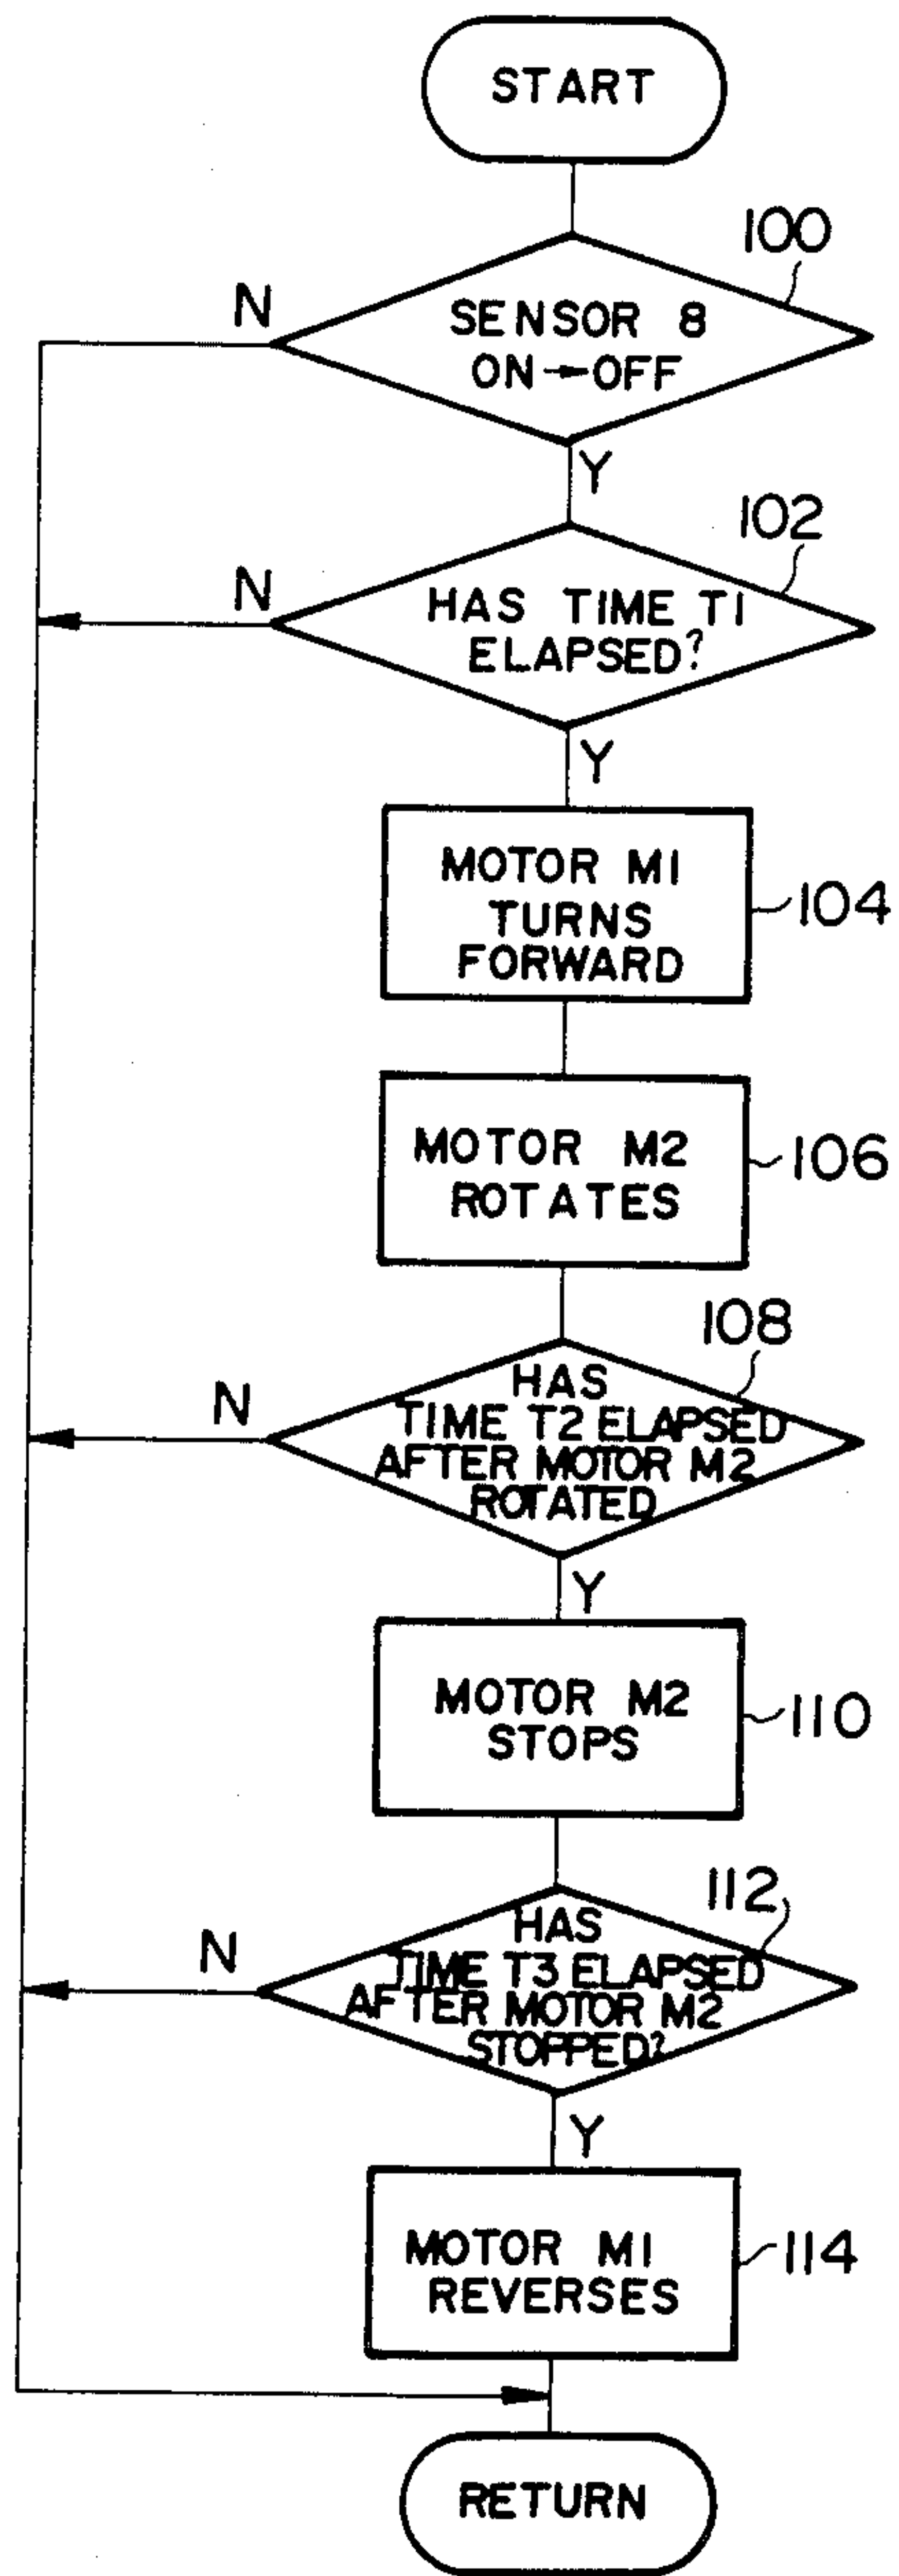 START
100
N
SENSOR 8
ON→OFF
Y
102
N
HAS TIME T1
ELAPSED?
Y
MOTOR M1
TURNS
FORWARD
104
MOTOR M2
ROTATES
106
108
N
HAS
TIME T2 ELAPSED
AFTER MOTOR M2
ROTATED
Y
MOTOR M2
STOPS
110
112
N
HAS
TIME T3 ELAPSED
AFTER MOTOR M2
STOPPED?
Y
MOTOR M1
REVERSES
114
RETURN